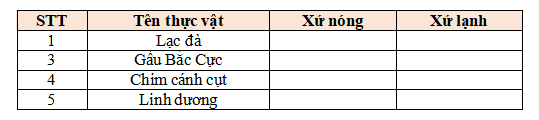 STT Tên thực vật Xứ nóng Xứ lạnh
1 Lạc đà
3 Gấu Bắc Cực
4 Chim cánh cụt
5 Linh dương